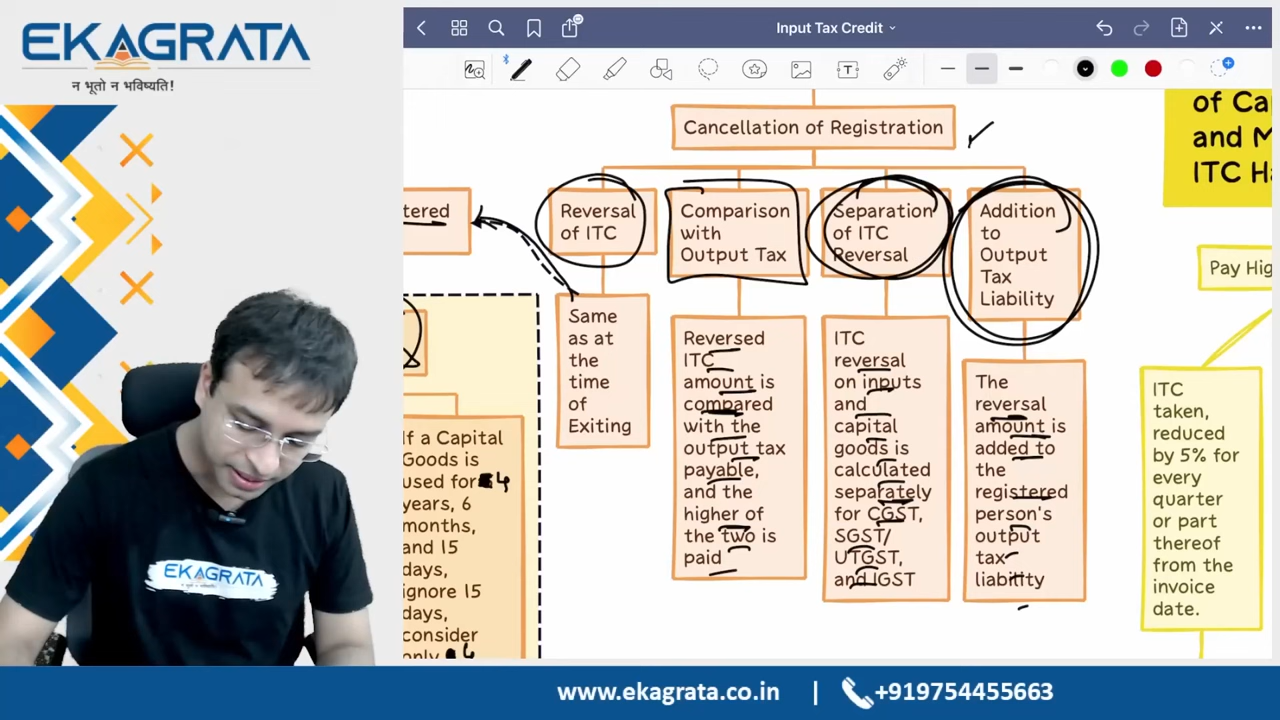 EKAGRATA
न भूतो न भविष्यति!
Input Tax Credit
Cancellation of Registration
of Ca
and M
ITC Ha
tered
Reversal
of ITC
Comparison
with
Output Tax
Separation
of ITC
Reversal
Addition
to
Output
Tax
Liability
Pay Hig
Same
as at
the
time
of
Exiting
Reversed
ITC
amount is
compared
with the
output tax
payable,
and the
higher of
the two is
paid
ITC
reversal
on inputs
and
capital
goods is
calculated
separately
for CGST,
SGST/
UTGST,
and IGST
The
reversal
amount is
added to
the
registered
person's
output
tax
liability
ITC
taken,
reduced
by 5% for
every
quarter
or part
thereof
from the
invoice
date.
If a Capital
Goods is
used for 4
years, 6
months,
and 15
days,
ignore 15
days,
consider
only 4
EKAGRATA
www.ekagrata.co.in | +919754455663